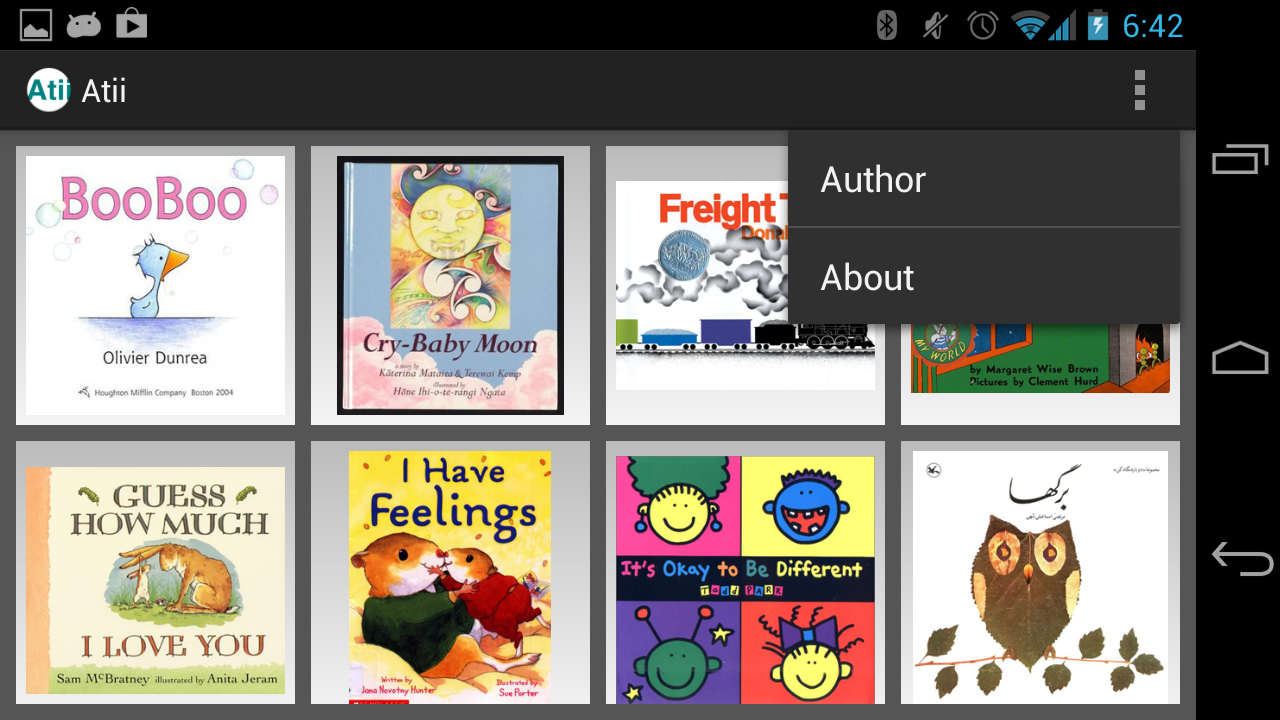 6:42
Atii Atii
Author
About
BooBoo
Olivier Dunrea
Houghton Mifflin Company Boston 2004
Cry-Baby Moon
a story by
Kāterina Mataira & Terewai Kemp
illustrated by
Hōne Ihi-o-te-rangi Ngata
Freight
MY WORLD
by Margaret Wise Brown
Pictures by Clement Hurd
GUESS
HOW MUCH
I LOVE YOU
Sam McBratney illustrated by Anita Jeram
I Have
Feelings
Written by
Jana Novotny Hunter
Illustrated by
Sue Porter
It's Okay to Be Different
TODD PARR
برگها